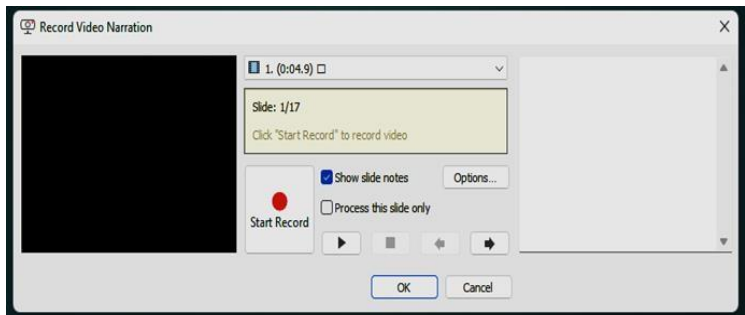 Record Video Narration
1. (0:04.9) □
Slide: 1/17
Click "Start Record" to record video
Show slide notes
Options...
Process this slide only
Start Record
OK
Cancel